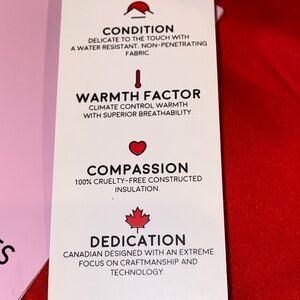 CONDITION
DELICATE TO THE TOUCH WITH
A WATER RESISTANT. NON-PENETRATING
FABRIC.
WARMTH FACTOR
CLIMATE CONTROL WARMTH
WITH SUPERIOR BREATHABILITY.
COMPASSION
100% CRUELTY-FREE CONSTRUCTED
INSULATION.
DEDICATION
CANADIAN DESIGNED WITH AN EXTREME
FOCUS ON CRAFTMANSHIP AND
TECHNOLOGY.